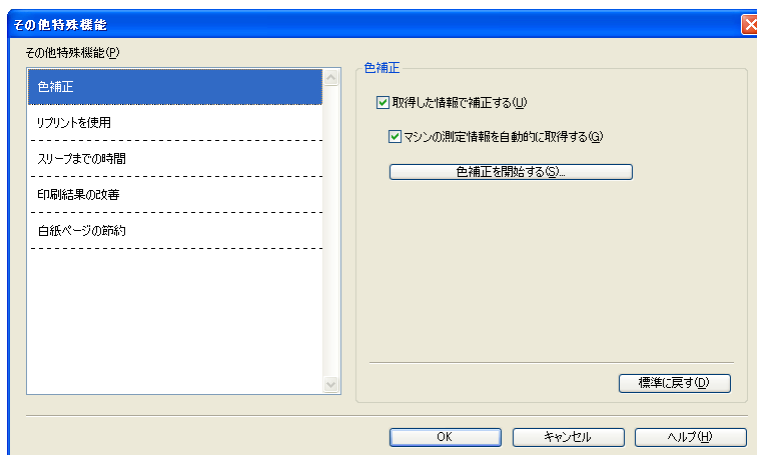 その他特殊機能
その他特殊機能(P)
色補正
リプリントを使用
スリープまでの時間
印刷結果の改善
白紙ページの節約
色補正
取得した情報で補正する(U)
マシンの測定情報を自動的に取得する(G)
色補正を開始する(S)...
標準に戻す(D)
OK
キャンセル
ヘルプ(H)